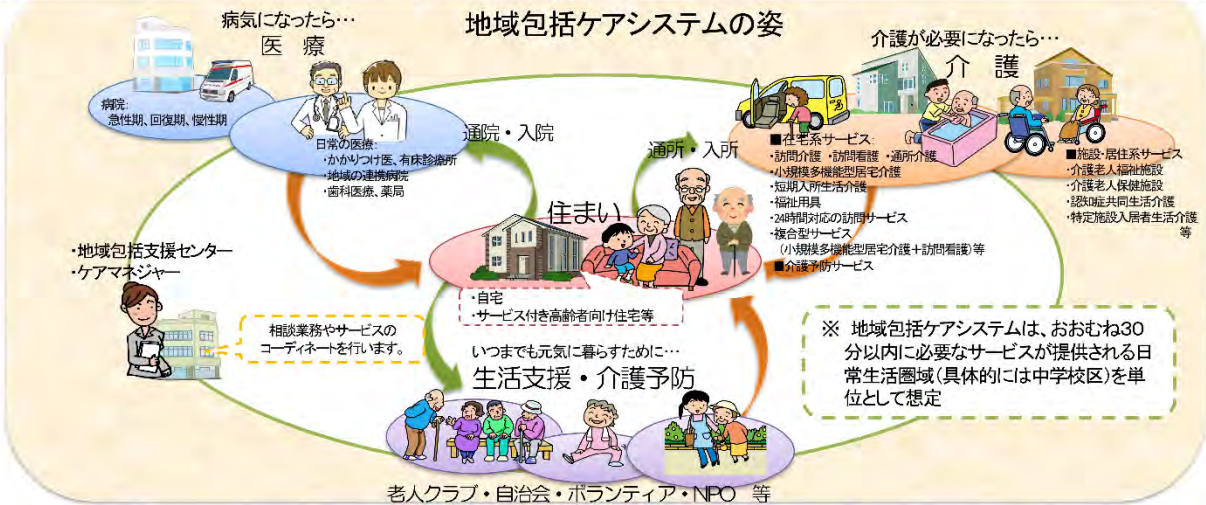 地域包括ケアシステムの姿
病気になったら…
医 療
病院:
急性期、回復期、慢性期
日常の医療:
・かかりつけ医、有床診療所
・地域の連携病院
・歯科医療、薬局
通院・入院
通所・入所
介護が必要になったら…
介 護
■在宅系サービス:
・訪問介護 ・訪問看護 ・通所介護
・小規模多機能型居宅介護
・短期入所生活介護
・福祉用具
・24時間対応の訪問サービス
・複合型サービス
（小規模多機能型居宅介護＋訪問看護）等
■介護予防サービス
■施設・居住系サービス
・介護老人福祉施設
・介護老人保健施設
・認知症共同生活介護
・特定施設入居者生活介護
等
住まい
・自宅
・サービス付き高齢者向け住宅等
・地域包括支援センター
・ケアマネジャー
相談業務やサービスの
コーディネートを行います。
いつまでも元気に暮らすために…
生活支援・介護予防
老人クラブ・自治会・ボランティア・NPO 等
※ 地域包括ケアシステムは、おおむね30
分以内に必要なサービスが提供される日
常生活圏域（具体的には中学校区）を単
位として想定